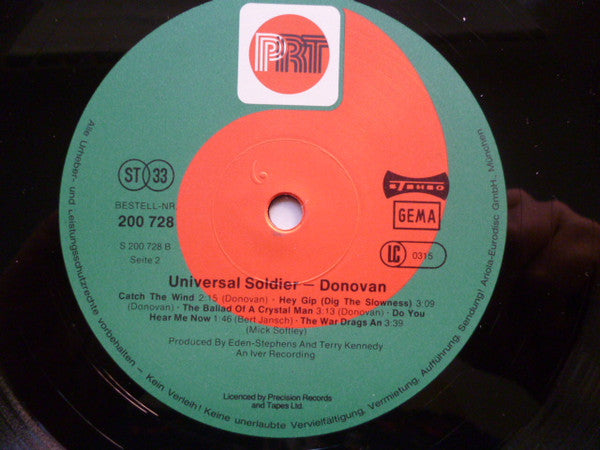 PRT
ST 33
STEREO
BESTELL-NR.
200 728
GEMA
S 200 728 B
LC 0315
Seite 2
Universal Soldier – Donovan
Catch The Wind 2:15 (Donovan) · Hey Gip (Dig The Slowness) 3:09
(Donovan) · The Ballad Of A Crystal Man 3:13 (Donovan) · Do You
Hear Me Now 1:46 (Bert Jansch) · The War Drags An 3:39
(Mick Softley)
Produced By Eden-Stephens And Terry Kennedy
An Iver Recording
Licenced by Precision Records
and Tapes Ltd.
Alle Urheber- und Leistungsschutzrechte vorbehalten – Kein Verleih! Keine unerlaubte Vervielfältigung, Vermietung, Aufführung, Sendung! Ariola-Eurodisc GmbH · München